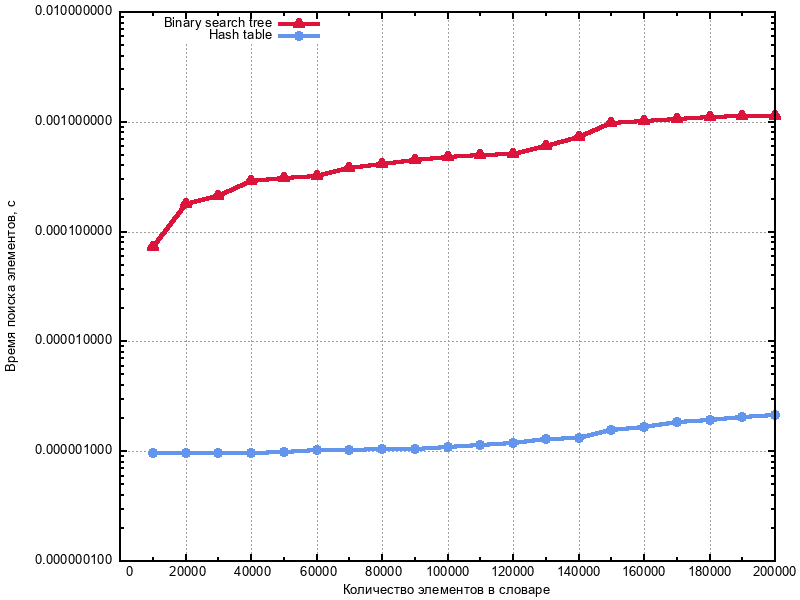 0.010000000
Binary search tree
Hash table
0.001000000
0.000100000
0.000010000
0.000001000
0.000000100
Время поиска элементов, с
0 20000 40000 60000 80000 100000 120000 140000 160000 180000 200000
Количество элементов в словаре